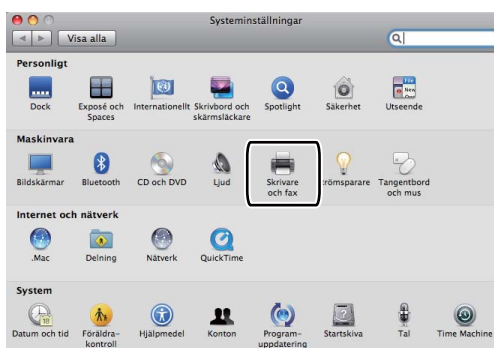 Systeminställningar
Visa alla
Personligt
Dock
Exposé och
Spaces
Internationellt
Skrivbord och
skärmsläckare
Spotlight
Säkerhet
Utseende
Maskinvara
Bildskärmar
Bluetooth
CD och DVD
Ljud
Skrivare
och fax
trömsparare
Tangentbord
och mus
Internet och nätverk
.Mac
Delning
Nätverk
QuickTime
System
Datum och tid
Föräldra-
kontroll
Hjälpmedel
Konton
Program-
uppdatering
Startskiva
Tal
Time Machine